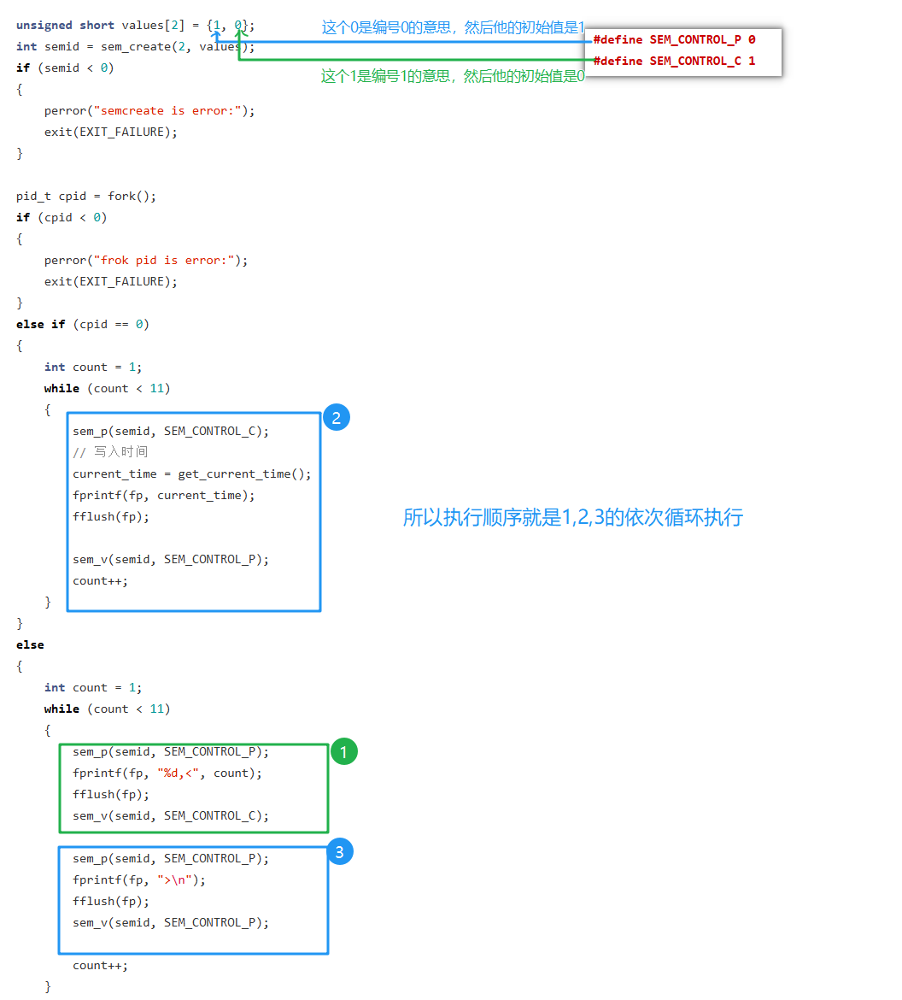 unsigned short values[2] = {1, 0};
这个0是编号0的意思，然后他的初始值是1
#define SEM_CONTROL_P 0
int semid = sem_create(2, values);
#define SEM_CONTROL_C 1
if (semid < 0)
这个1是编号1的意思，然后他的初始值是0
{
perror("semcreate is error:");
exit(EXIT_FAILURE);
}
pid_t cpid = fork();
if (cpid < 0)
{
perror("frok pid is error:");
exit(EXIT_FAILURE);
}
else if (cpid == 0)
{
int count = 1;
while (count < 11)
{
2
sem_p(semid, SEM_CONTROL_C);
// 写入时间
current_time = get_current_time();
fprintf(fp, current_time);
fflush(fp);
所以执行顺序就是1,2,3的依次循环执行
sem_v(semid, SEM_CONTROL_P);
count++;
}
}
else
{
int count = 1;
while (count < 11)
{
1
sem_p(semid, SEM_CONTROL_P);
fprintf(fp, "%d,<", count);
fflush(fp);
sem_v(semid, SEM_CONTROL_C);
3
sem_p(semid, SEM_CONTROL_P);
fprintf(fp, ">\n");
fflush(fp);
sem_v(semid, SEM_CONTROL_P);
count++;
}